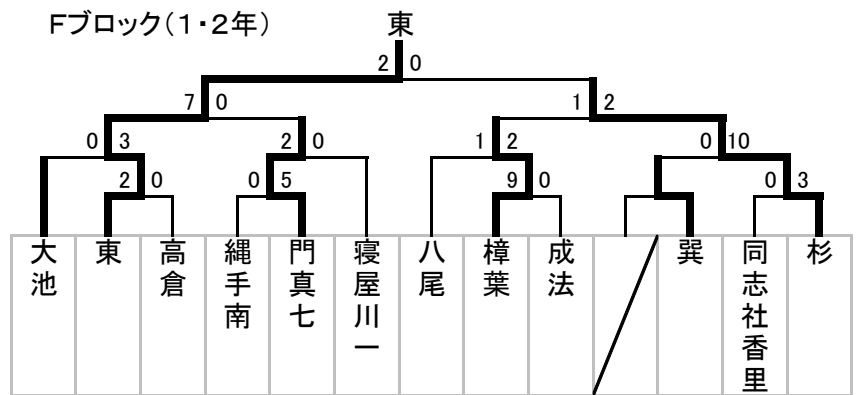 Fブロック(1・2年)
東
2 0
7 0
1 2
0 3
2 0
1 2
0 10
2 0
0 5
9 0
0 3
大池
東
高倉
縄手南
門真七
寝屋川一
八尾
樟葉
成法
巽
同志社香里
杉